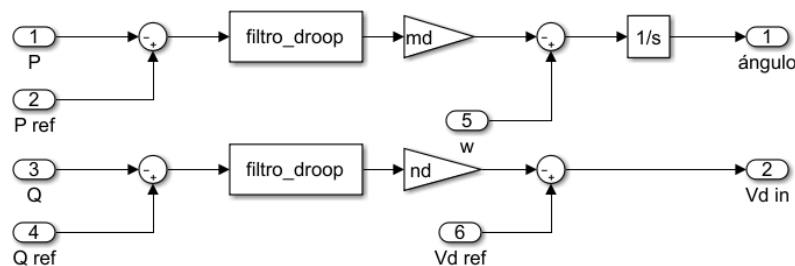 1
P
2
P ref
-
+
filtro_droop
md
5
w
-
+
1/s
1
ángulo
3
Q
4
Q ref
-
+
filtro_droop
nd
6
Vd ref
-
+
2
Vd in